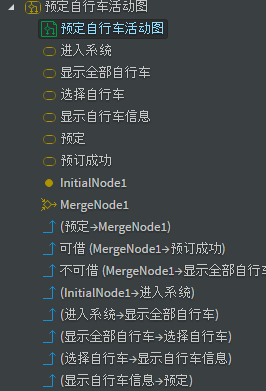 预定自行车活动图
预定自行车活动图
进入系统
显示全部自行车
选择自行车
显示自行车信息
预定
预订成功
InitialNode1
MergeNode1
(预定→MergeNode1)
可借 (MergeNode1→预订成功)
不可借 (MergeNode1→显示全部自行车
(InitialNode1→进入系统)
(进入系统→显示全部自行车)
(显示全部自行车→选择自行车)
(选择自行车→显示自行车信息)
(显示自行车信息→预定)